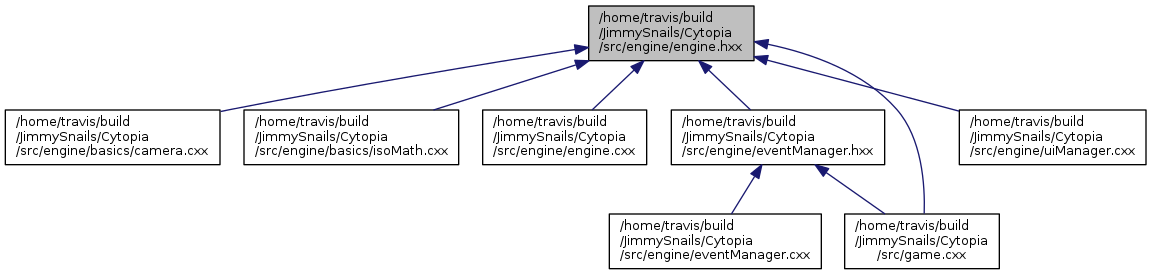 /home/travis/build
/JimmySnails/Cytopia
/src/engine/engine.hxx
/home/travis/build
/JimmySnails/Cytopia
/src/engine/basics/camera.cxx
/home/travis/build
/JimmySnails/Cytopia
/src/engine/basics/isoMath.cxx
/home/travis/build
/JimmySnails/Cytopia
/src/engine/engine.cxx
/home/travis/build
/JimmySnails/Cytopia
/src/engine/eventManager.hxx
/home/travis/build
/JimmySnails/Cytopia
/src/engine/uiManager.cxx
/home/travis/build
/JimmySnails/Cytopia
/src/engine/eventManager.cxx
/home/travis/build
/JimmySnails/Cytopia
/src/game.cxx